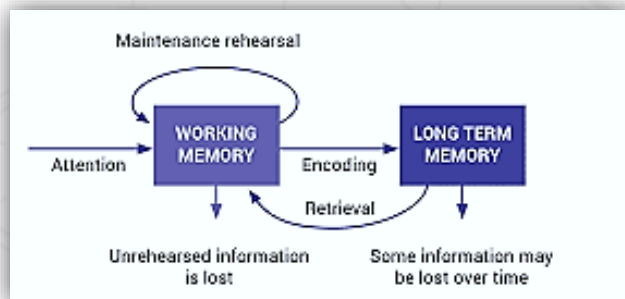 Maintenance rehearsal
WORKING
MEMORY
LONG TERM
MEMORY
Attention
Encoding
Retrieval
Unrehearsed information
is lost
Some information may
be lost over time